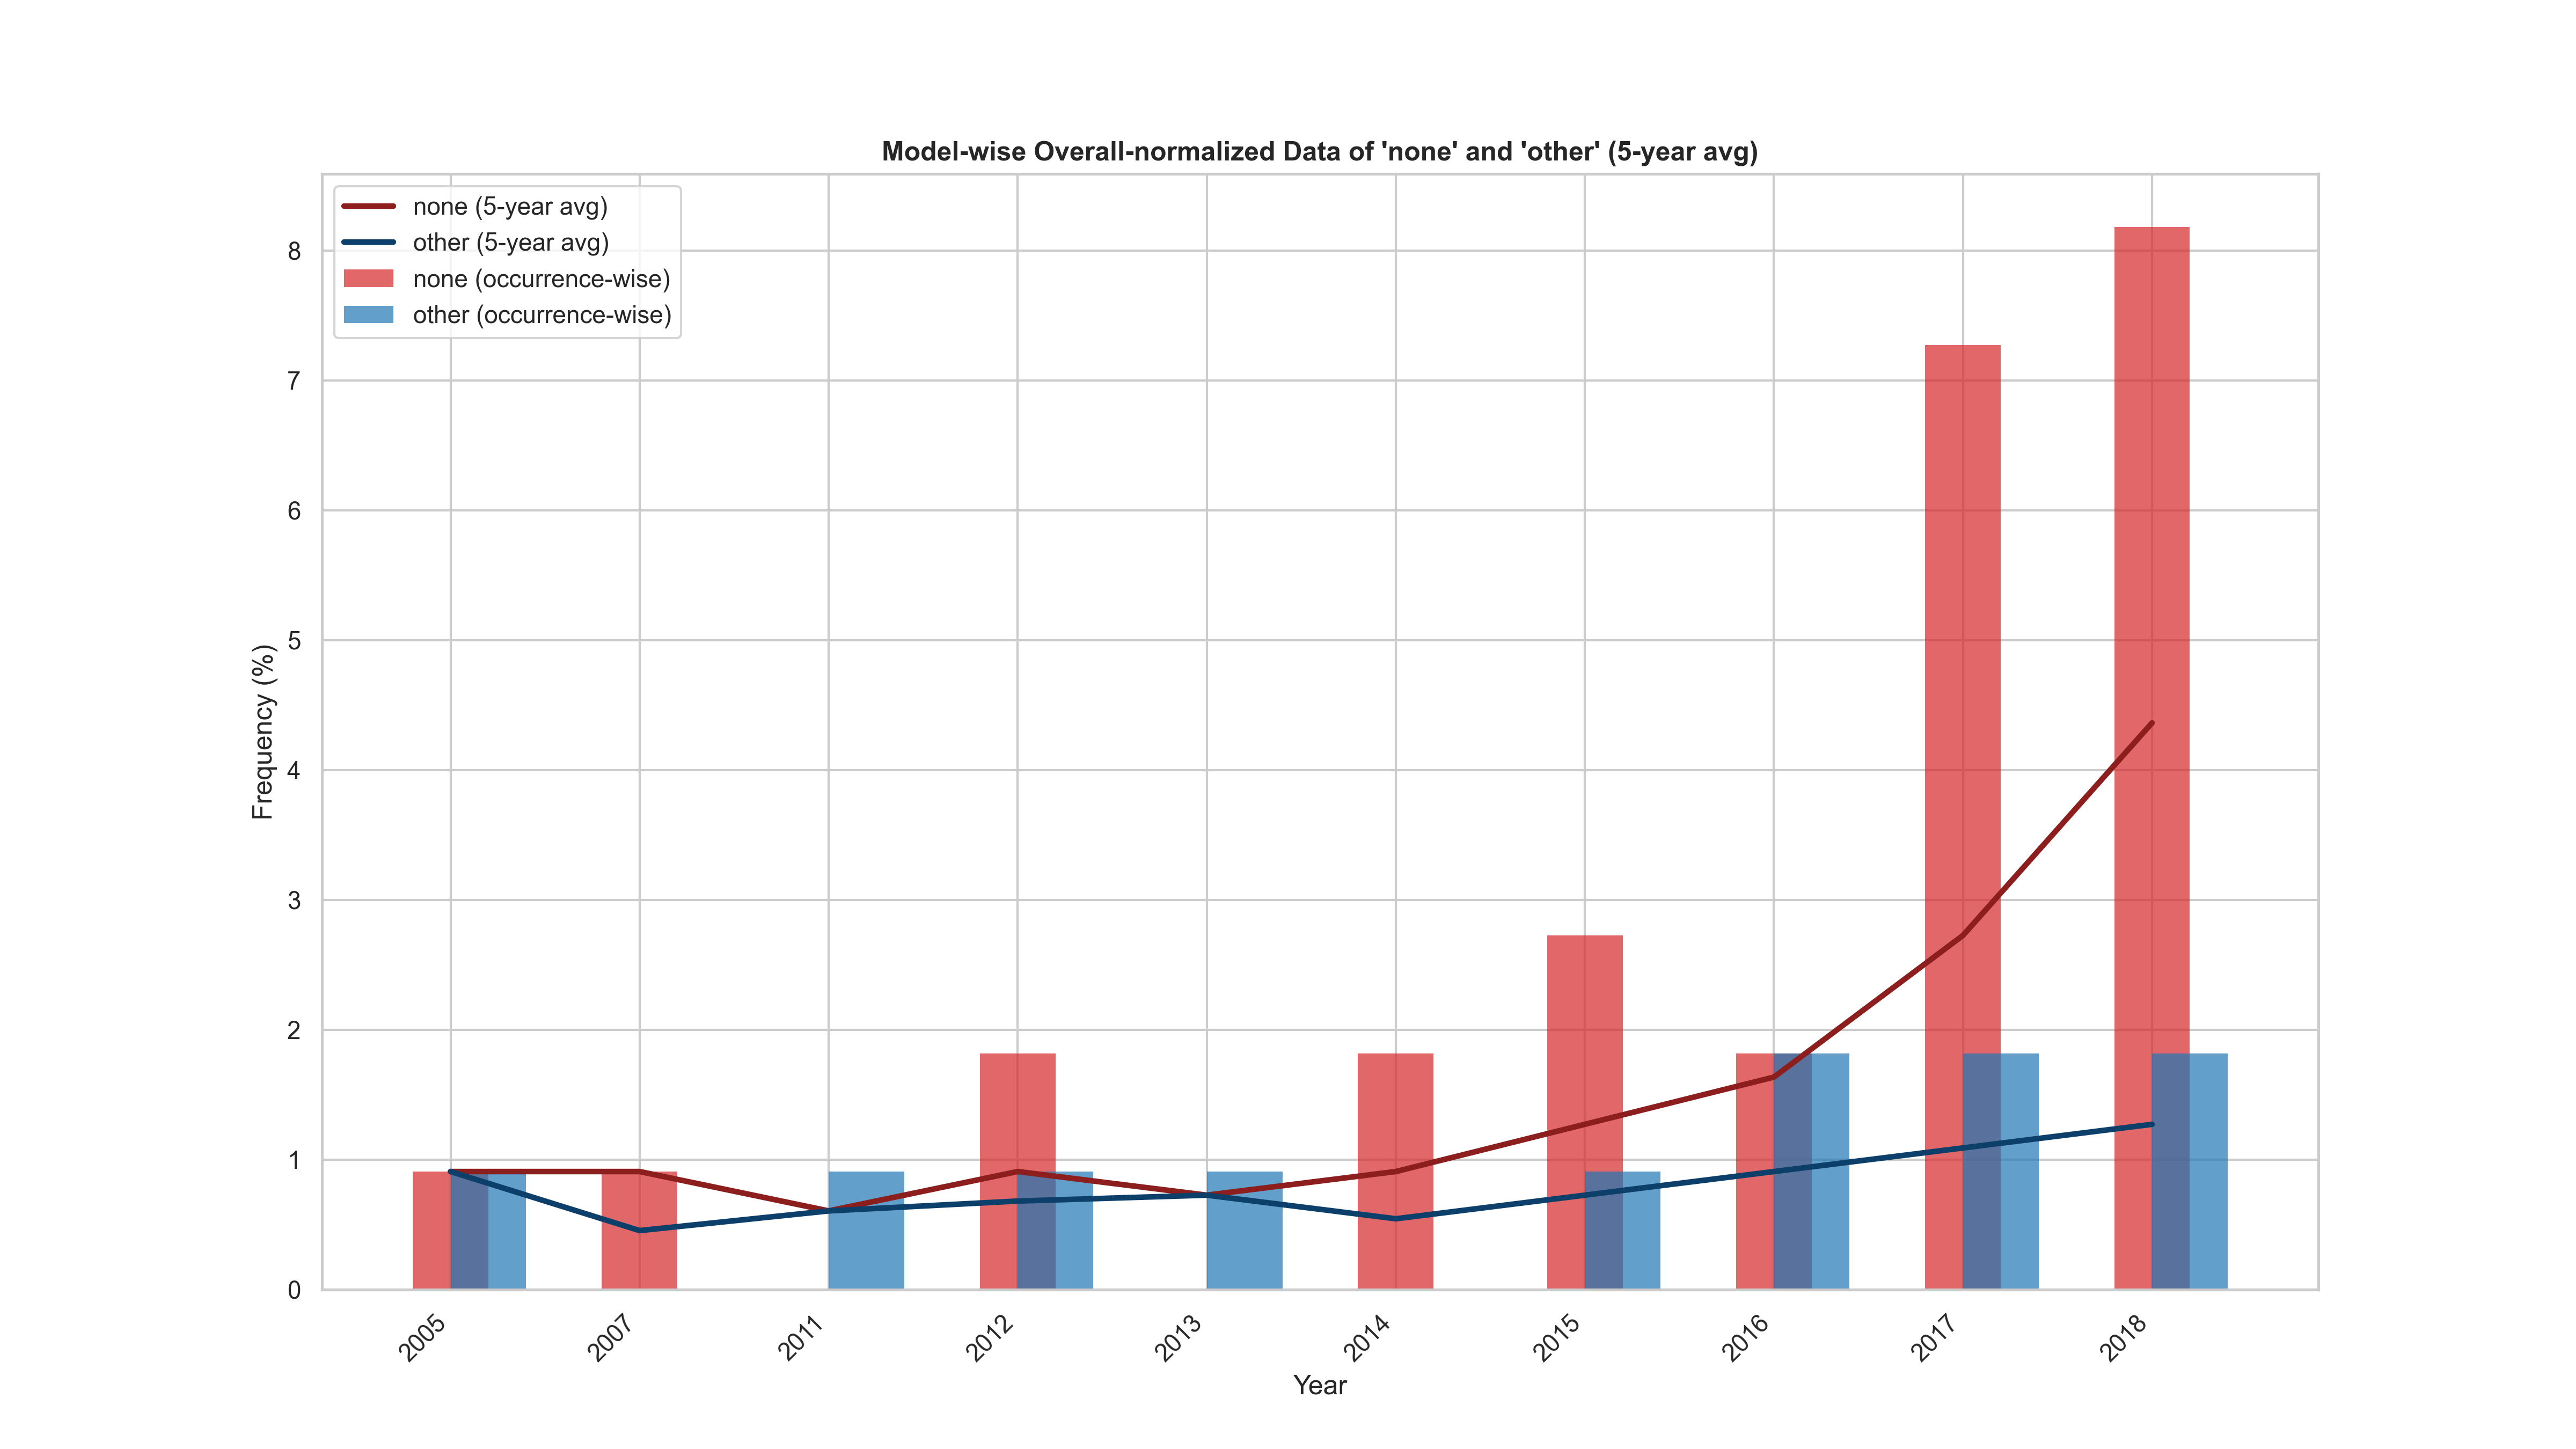 Model-wise Overall-normalized Data of 'none' and 'other' (5-year avg)
none (5-year avg)
other (5-year avg)
none (occurrence-wise)
other (occurrence-wise)
8
7
6
5
4
3
2
1
0
Frequency (%)
2005
2007
2011
2012
2013
2014
2015
2016
2017
2018
Year